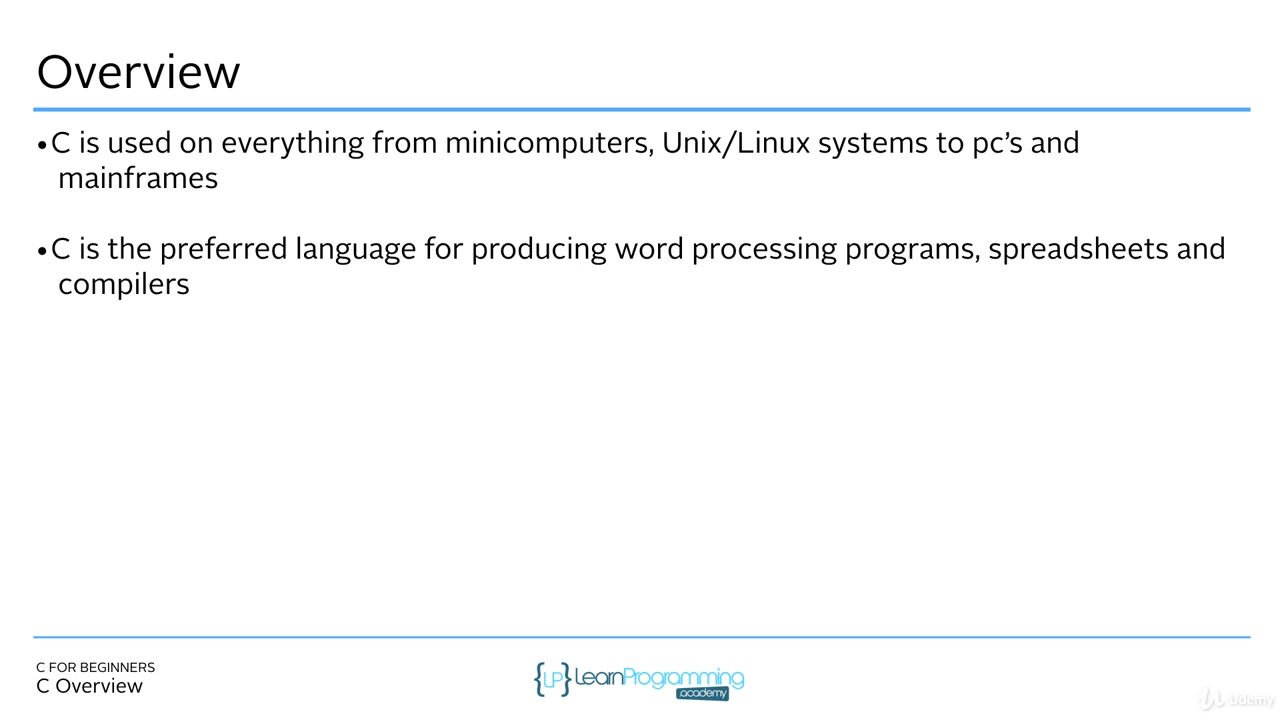 Overview
•C is used on everything from minicomputers, Unix/Linux systems to pc’s and
mainframes
•C is the preferred language for producing word processing programs, spreadsheets and
compilers
C FOR BEGINNERS
C Overview
{LP} LearnProgramming
.academy
Udemy